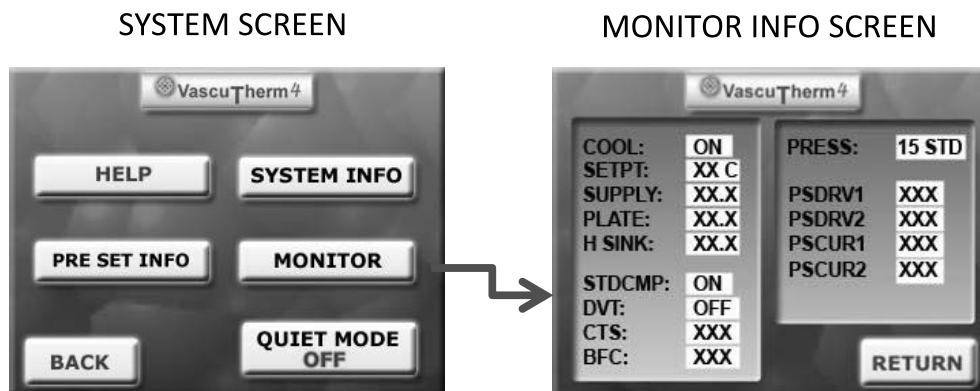 SYSTEM SCREEN
VascuTherm4
HELP
SYSTEM INFO
PRE SET INFO
MONITOR
BACK
QUIET MODE
OFF
MONITOR INFO SCREEN
VascuTherm4
COOL: ON
SETPT: XX C
SUPPLY: XX.X
PLATE: XX.X
H SINK: XX.X
STDCMP: ON
DVT: OFF
CTS: XXX
BFC: XXX
PRESS: 15 STD
PSDRV1 XXX
PSDRV2 XXX
PSCUR1 XXX
PSCUR2 XXX
RETURN